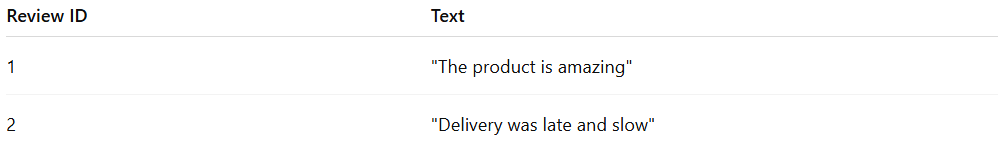 Review ID Text
1 "The product is amazing"
2 "Delivery was late and slow"